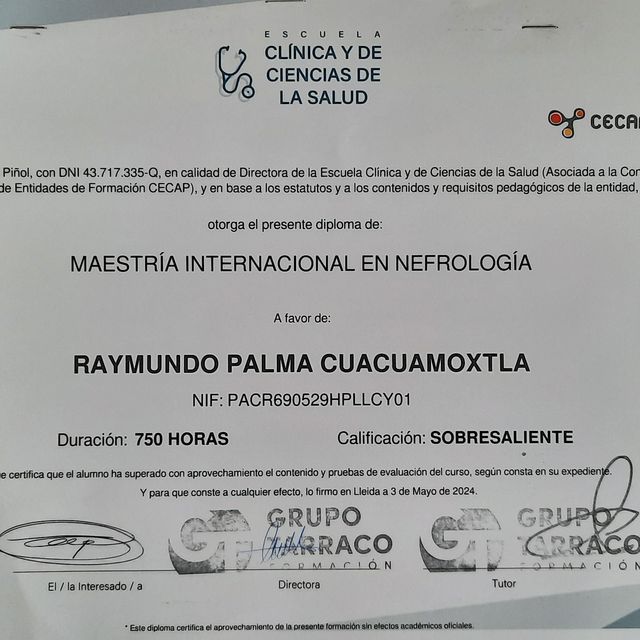 ESCUELA
CLÍNICA Y DE
CIENCIAS DE
LA SALUD
CECAP
Piñol, con DNI 43.717.335-Q, en calidad de Directora de la Escuela Clínica y de Ciencias de la Salud (Asociada a la Con
de Entidades de Formación CECAP), y en base a los estatutos y a los contenidos y requisitos pedagógicos de la entidad,
otorga el presente diploma de:
MAESTRÍA INTERNACIONAL EN NEFROLOGÍA
A favor de:
RAYMUNDO PALMA CUACUAMOXTLA
NIF: PACR690529HPLLCY01
Duración: 750 HORAS Calificación: SOBRESALIENTE
e certifica que el alumno ha superado con aprovechamiento el contenido y pruebas de evaluación del curso, según consta en su expediente.
Y para que conste a cualquier efecto, lo firmo en Lleida a 3 de Mayo de 2024.
GRUPO TARRACO FORMACIÓN
GRUPO TARRACO FORMACIÓN
El / la Interesado / a Directora Tutor
* Este diploma certifica el aprovechamiento de la presente formación sin efectos académicos oficiales.